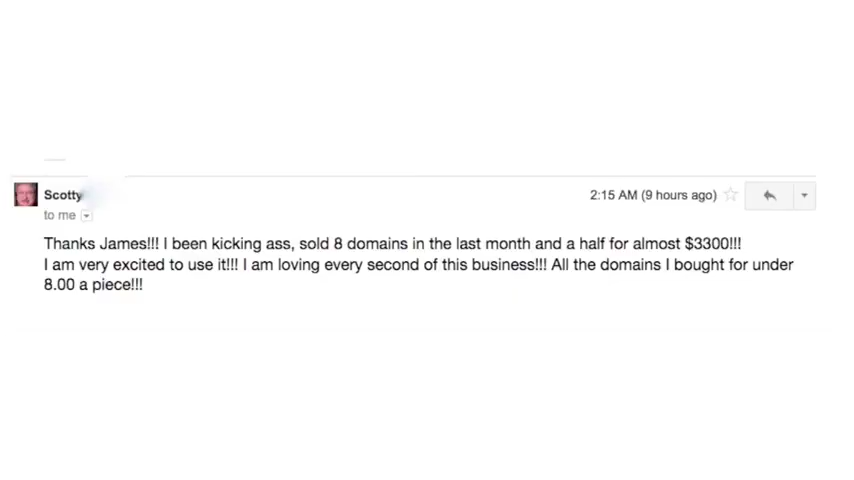 Scotty
2:15 AM (9 hours ago)
to me
Thanks James!!! I been kicking ass, sold 8 domains in the last month and a half for almost $3300!!!
I am very excited to use it!!! I am loving every second of this business!!! All the domains I bought for under
8.00 a piece!!!